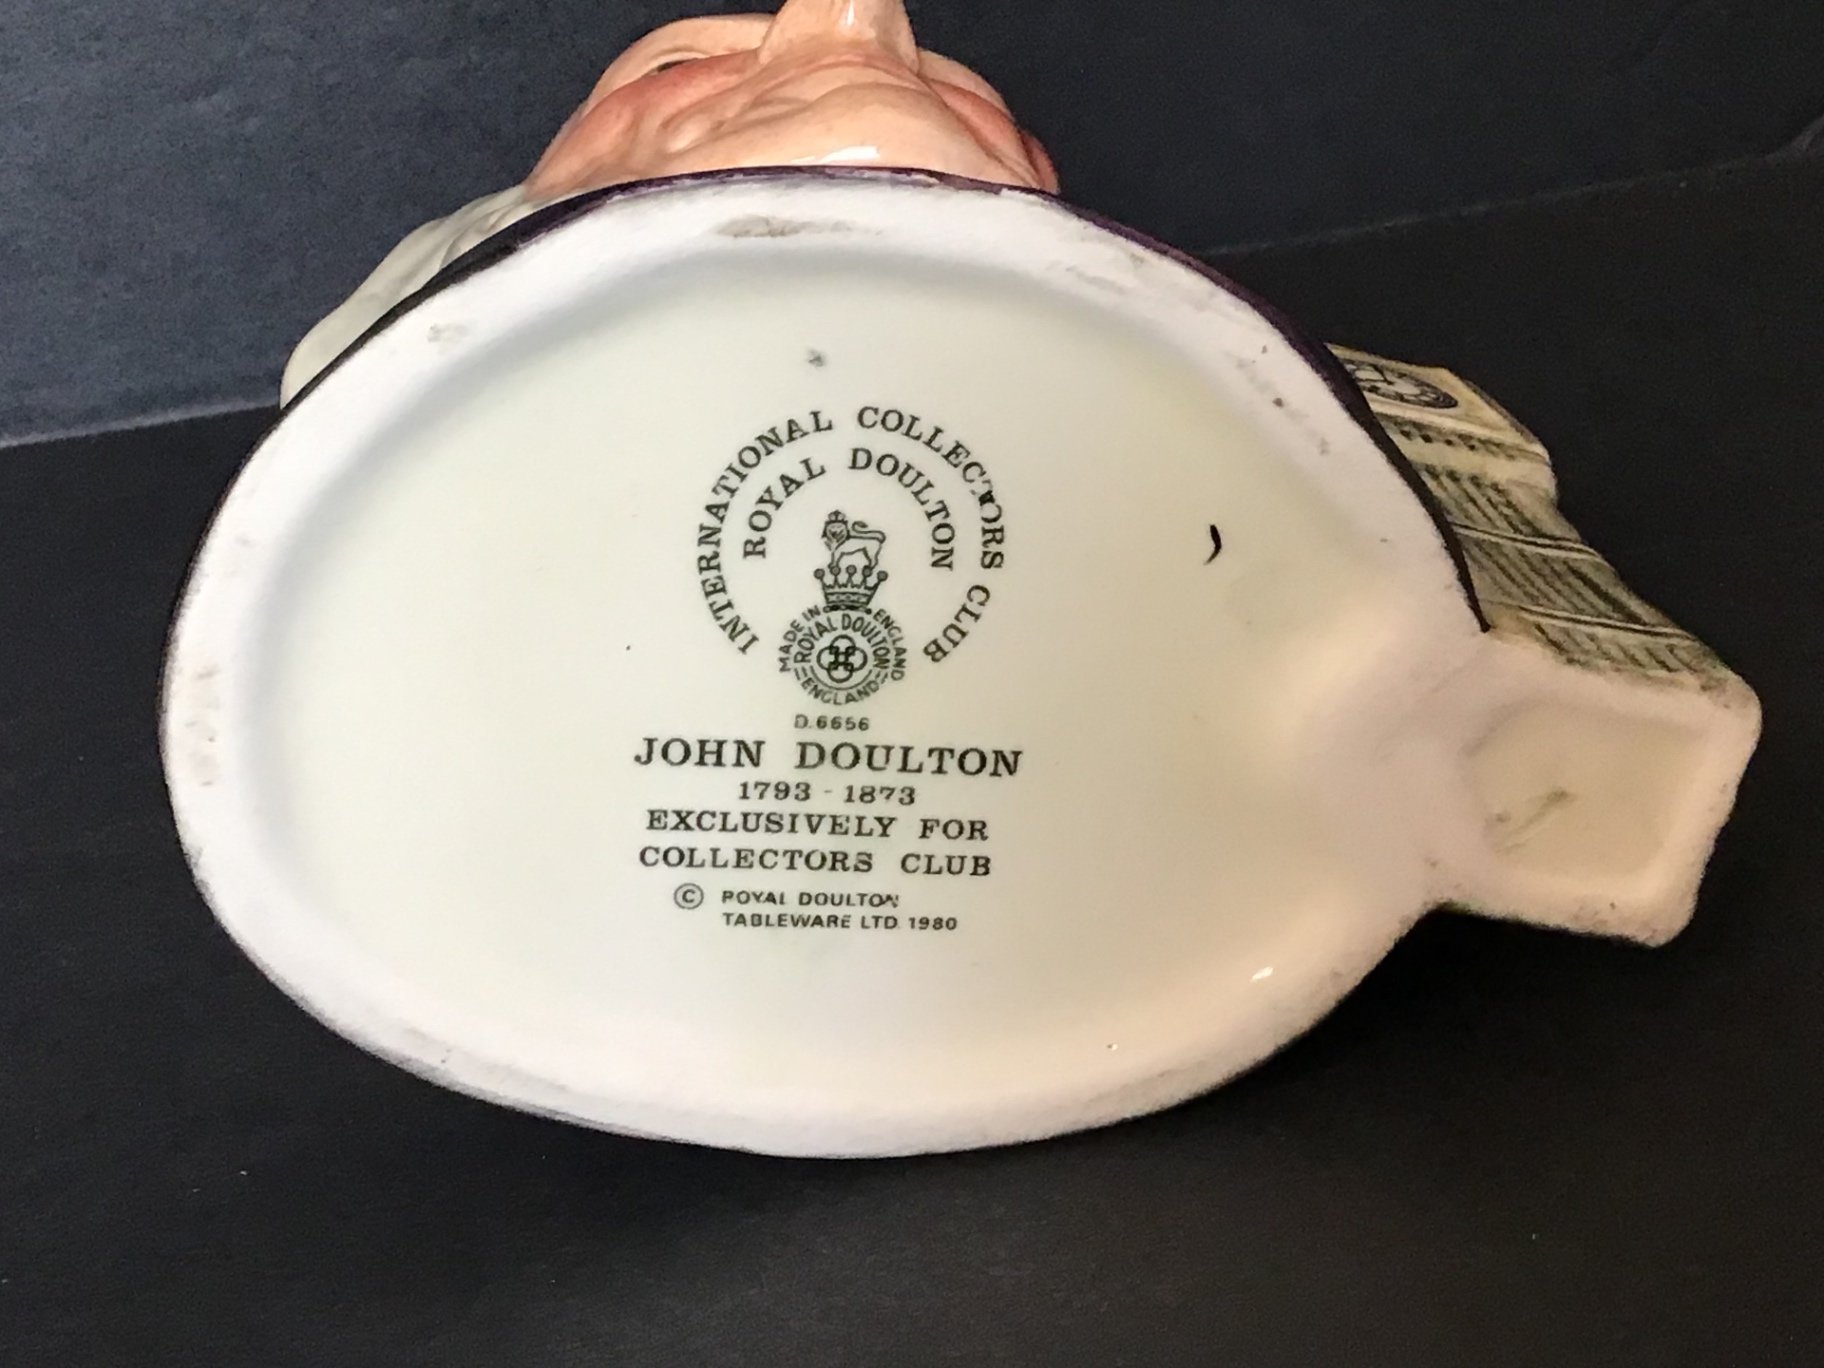 INTERNATIONAL COLLECTORS CLUB
ROYAL DOULTON
MADE IN ENGLAND
ROYAL DOULTON
ENGLAND
D.6656
JOHN DOULTON
1793 - 1873
EXCLUSIVELY FOR
COLLECTORS CLUB
© ROYAL DOULTON
TABLEWARE LTD. 1980